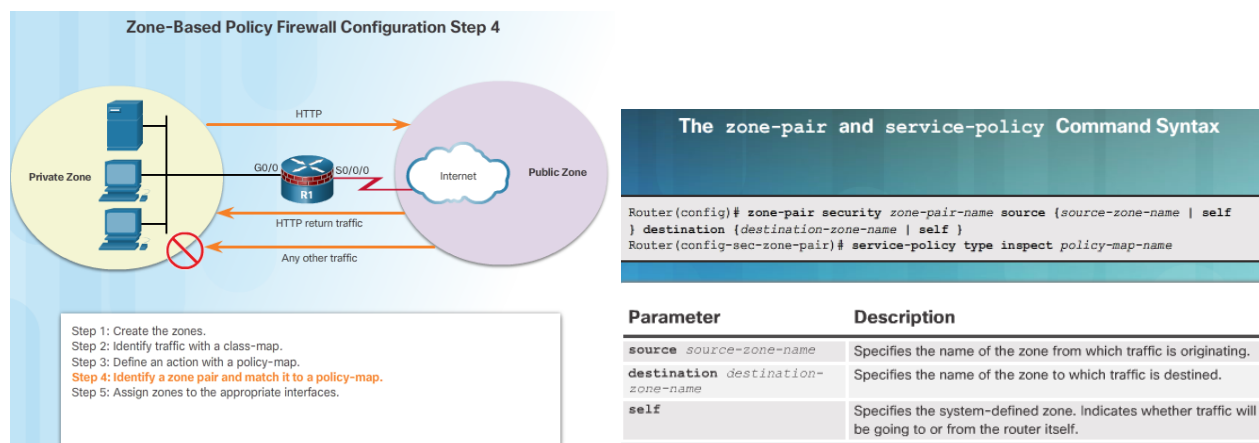 Zone-Based Policy Firewall Configuration Step 4
HTTP
Private Zone
G0/0
S0/0/0
R1
Internet
Public Zone
HTTP return traffic
Any other traffic
Step 1: Create the zones.
Step 2: Identify traffic with a class-map.
Step 3: Define an action with a policy-map.
Step 4: Identify a zone pair and match it to a policy-map.
Step 5: Assign zones to the appropriate interfaces.
The zone-pair and service-policy Command Syntax
Router(config)# zone-pair security zone-pair-name source {source-zone-name | self
} destination {destination-zone-name | self }
Router(config-sec-zone-pair)# service-policy type inspect policy-map-name
Parameter Description
source source-zone-name Specifies the name of the zone from which traffic is originating.
destination destination- Specifies the name of the zone to which traffic is destined.
zone-name
self Specifies the system-defined zone. Indicates whether traffic will
be going to or from the router itself.